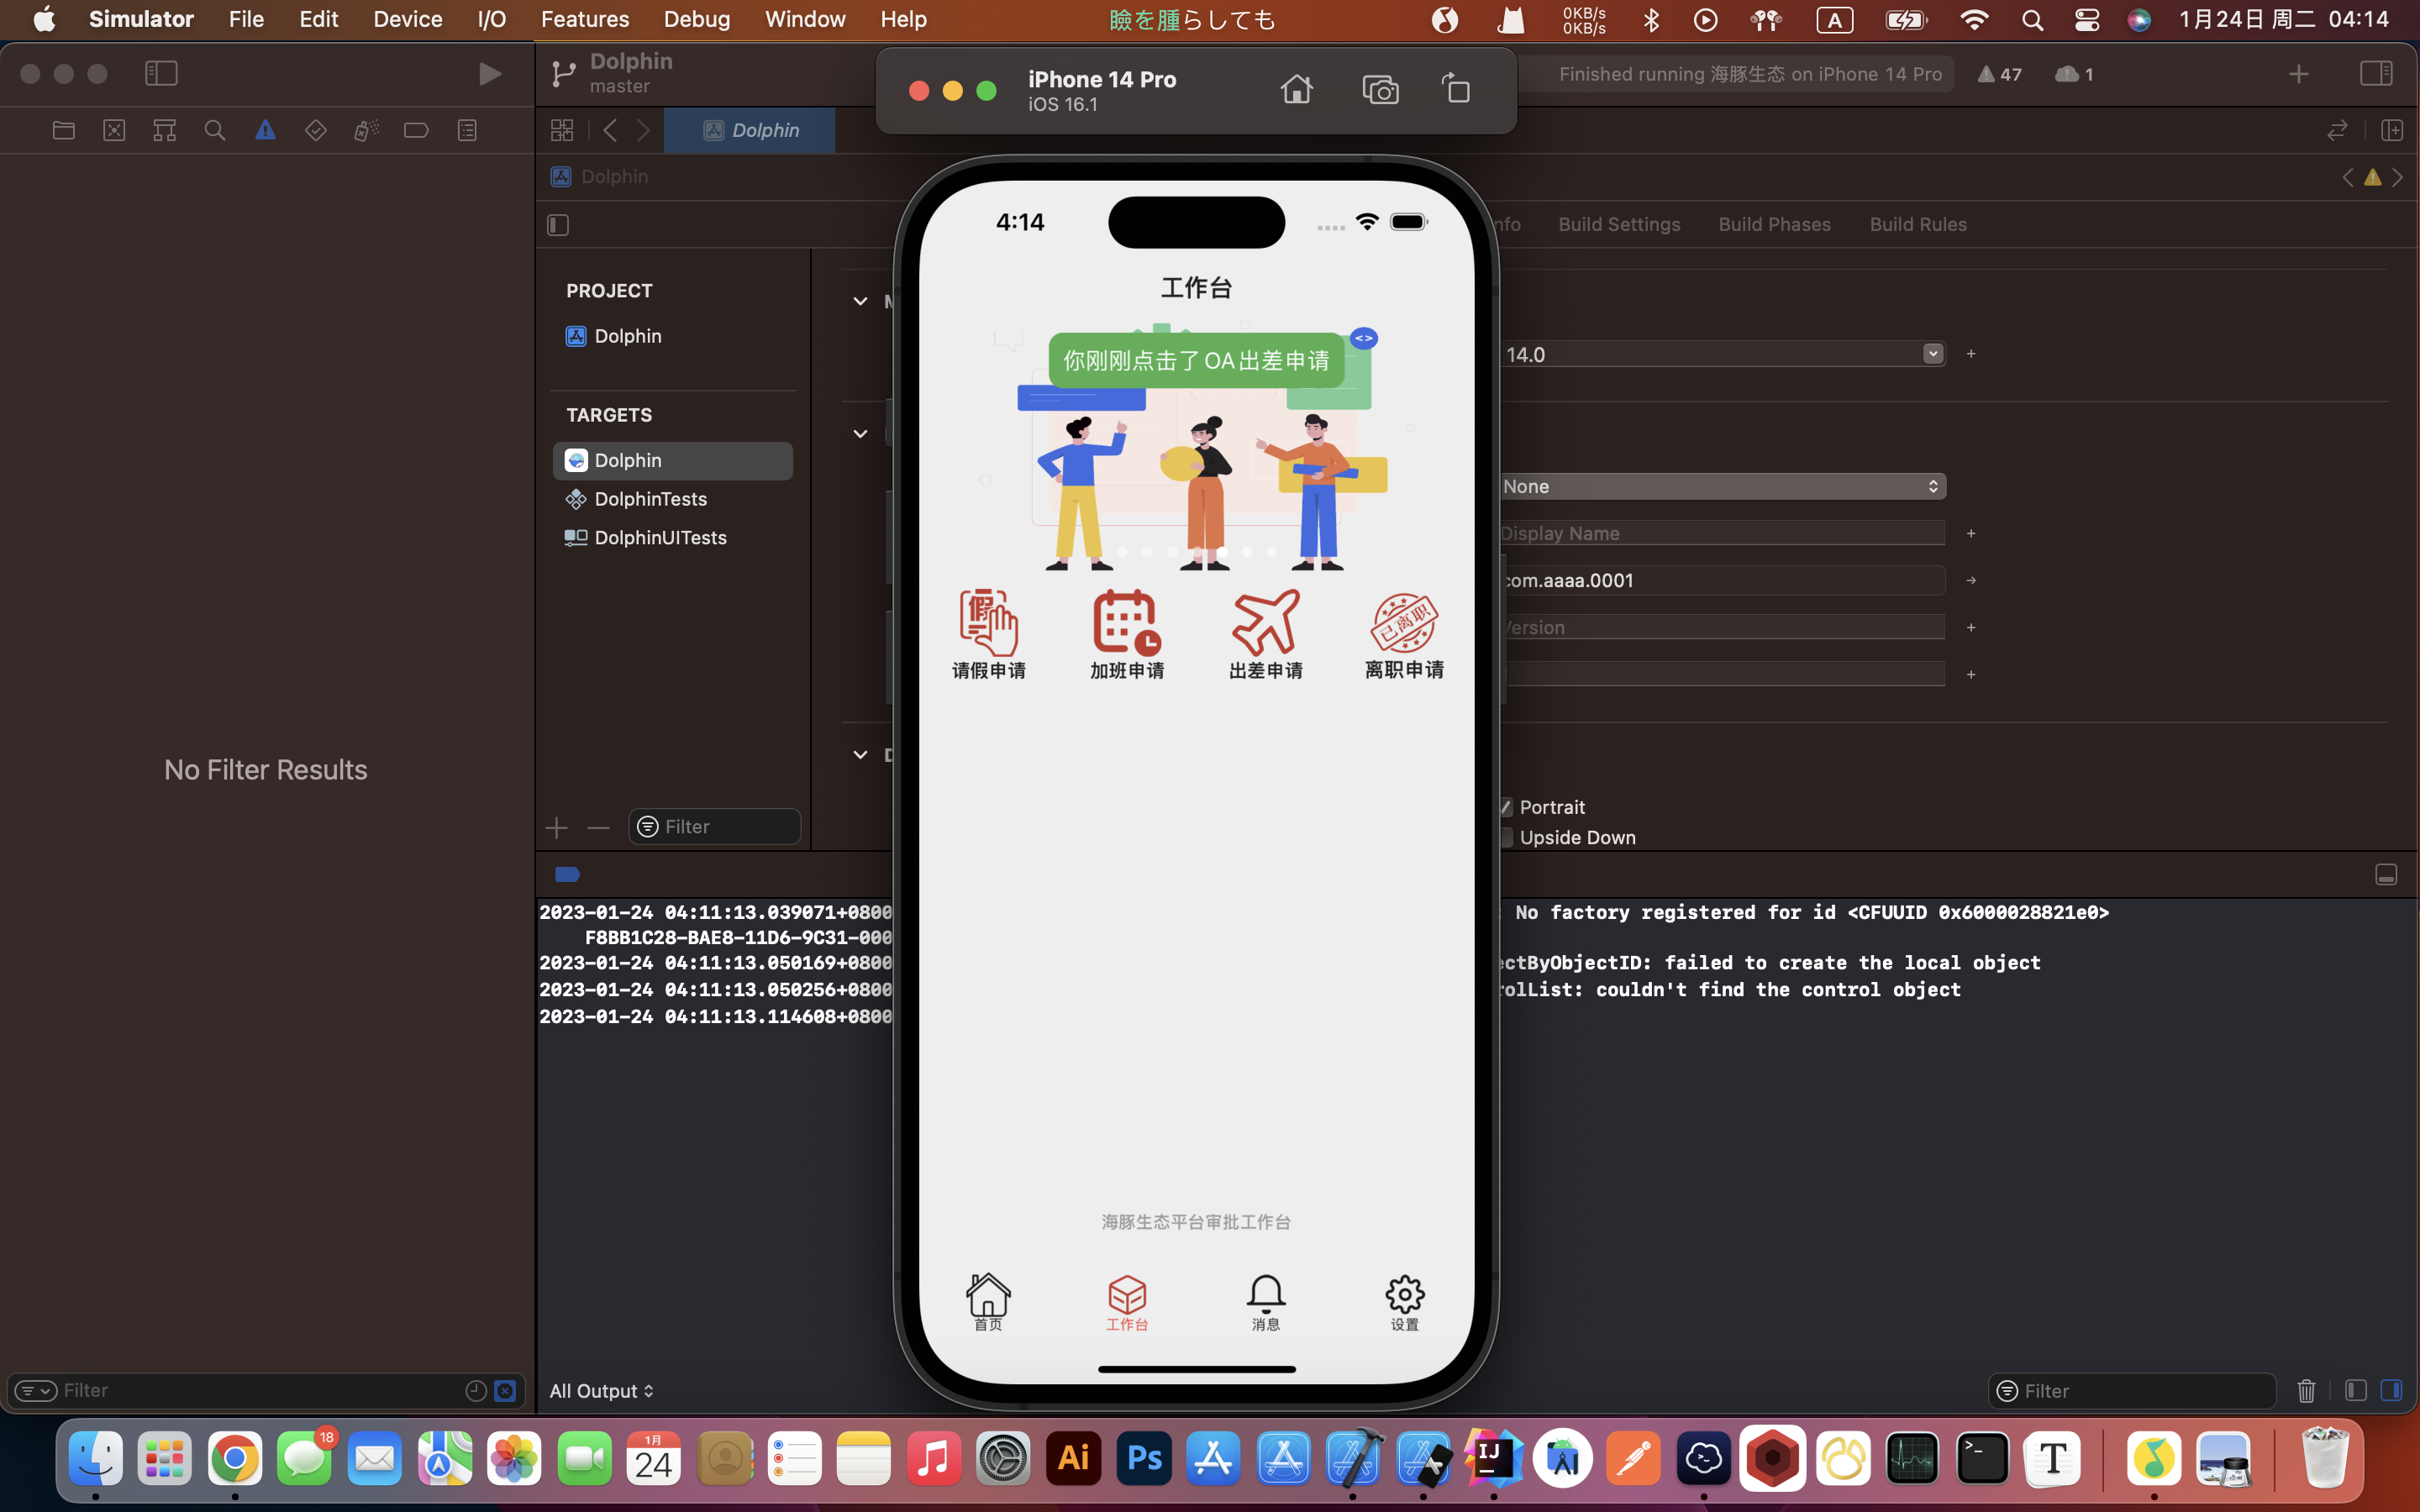 Simulator File Edit Device I/O Features Debug Window Help
瞼を腫らしても
0KB/s
0KB/s
A
1月24日 周二 04:14
Dolphin
master
iPhone 14 Pro
iOS 16.1
Finished running 海豚生态 on iPhone 14 Pro
47
1
Dolphin
Dolphin
nfo Build Settings Build Phases Build Rules
PROJECT
Dolphin
TARGETS
Dolphin
DolphinTests
DolphinUITests
No Filter Results
Filter
14.0
None
Display Name
com.aaaa.0001
Version
Portrait
Upside Down
4:14
工作台
你刚刚点击了OA出差申请
<>
假
已离职
请假申请
加班申请
出差申请
离职申请
海豚生态平台审批工作台
首页
工作台
消息
设置
2023-01-24 04:11:13.039071+0800
: No factory registered for id <CFUUID 0x6000028821e0>
F8BB1C28-BAE8-11D6-9C31-000
2023-01-24 04:11:13.050169+0800
ectByObjectID: failed to create the local object
2023-01-24 04:11:13.050256+0800
rolList: couldn't find the control object
2023-01-24 04:11:13.114608+0800
Filter
All Output
Filter
18
1月
24
Ai
Ps
IJ
>_
T